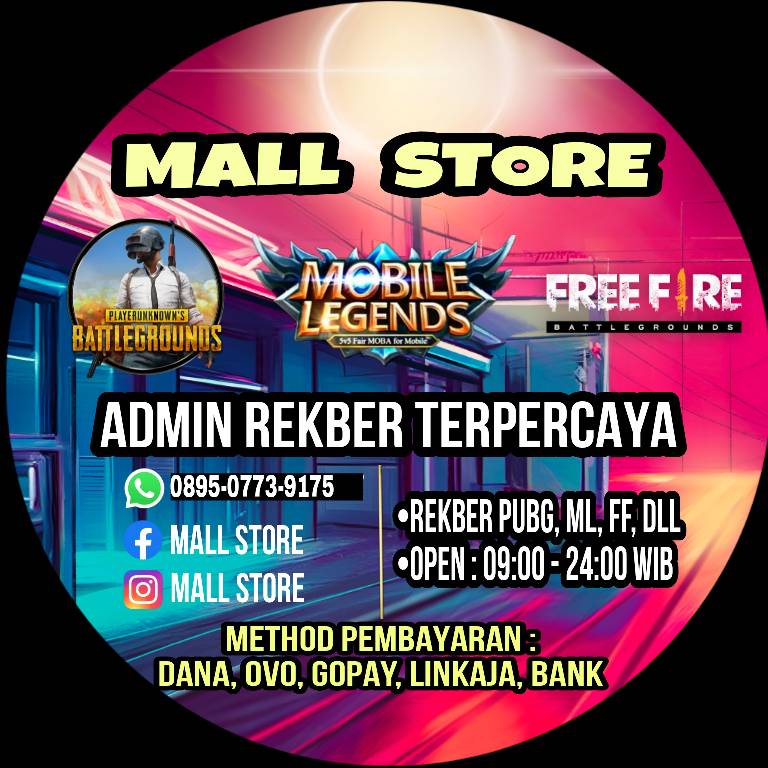 MALL STORE
PLAYERUNKNOWN'S
BATTLEGROUNDS
MOBILE
LEGENDS
5v5 Fair MOBA for Mobile
FREE FIRE
BATTLEGROUNDS
ADMIN REKBER TERPERCAYA
0895-0773-9175
MALL STORE
MALL STORE
•REKBER PUBG, ML, FF, DLL
•OPEN : 09:00 - 24:00 WIB
METHOD PEMBAYARAN :
DANA, OVO, GOPAY, LINKAJA, BANK